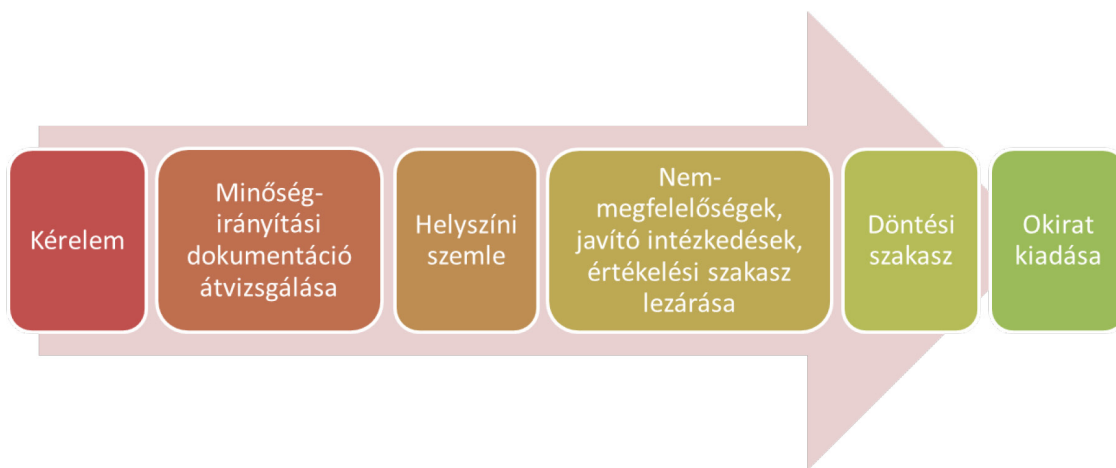 Kérelem
Minőség-
irányítási
dokumentáció
átvizsgálása
Helyszíni
szemle
Nem-
megfelelőségek,
javító intézkedések,
értékelési szakasz
lezárása
Döntési
szakasz
Okirat
kiadása